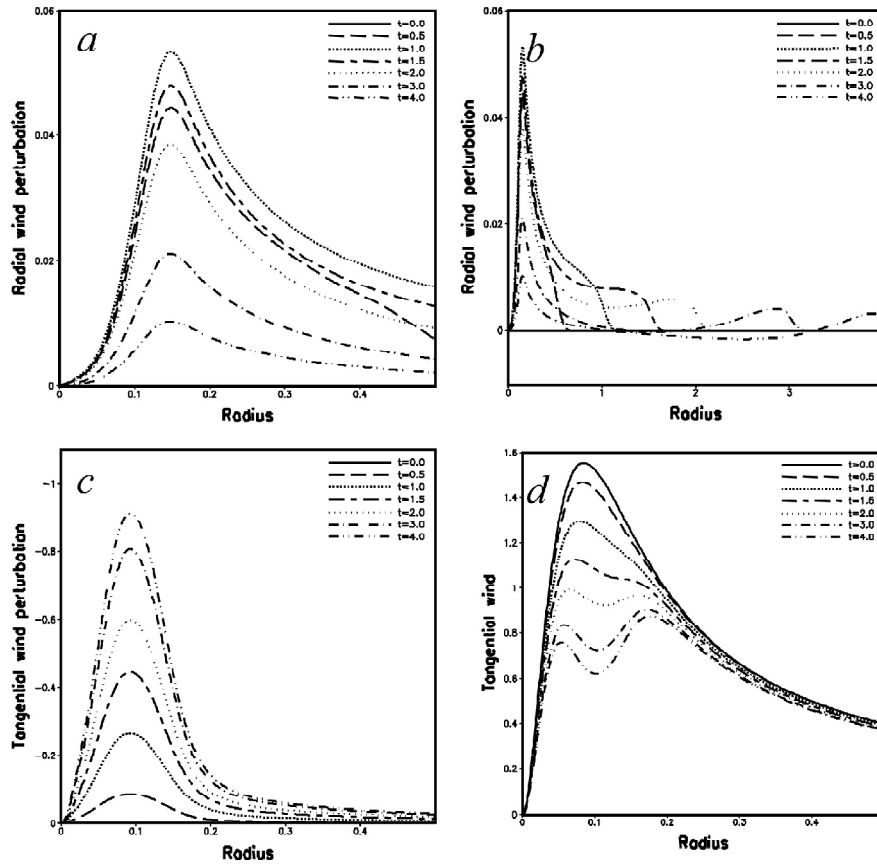 a
0.06
0.04
0.02
0
0 0.1 0.2 0.3 0.4
Radial wind perturbation
Radius
t=0.0
t=0.5
t=1.0
t=1.5
t=2.0
t=3.0
t=4.0
b
0.06
0.04
0.02
0
0 1 2 3
Radial wind perturbation
Radius
t=0.0
t=0.5
t=1.0
t=1.5
t=2.0
t=3.0
t=4.0
c
-1
-0.8
-0.6
-0.4
-0.2
0
0 0.1 0.2 0.3 0.4
Tangential wind perturbation
Radius
t=0.0
t=0.5
t=1.0
t=1.5
t=2.0
t=3.0
t=4.0
d
1.6
1.4
1.2
1
0.8
0.6
0.4
0.2
0
0 0.1 0.2 0.3 0.4
Tangential wind
Radius
t=0.0
t=0.5
t=1.0
t=1.5
t=2.0
t=3.0
t=4.0